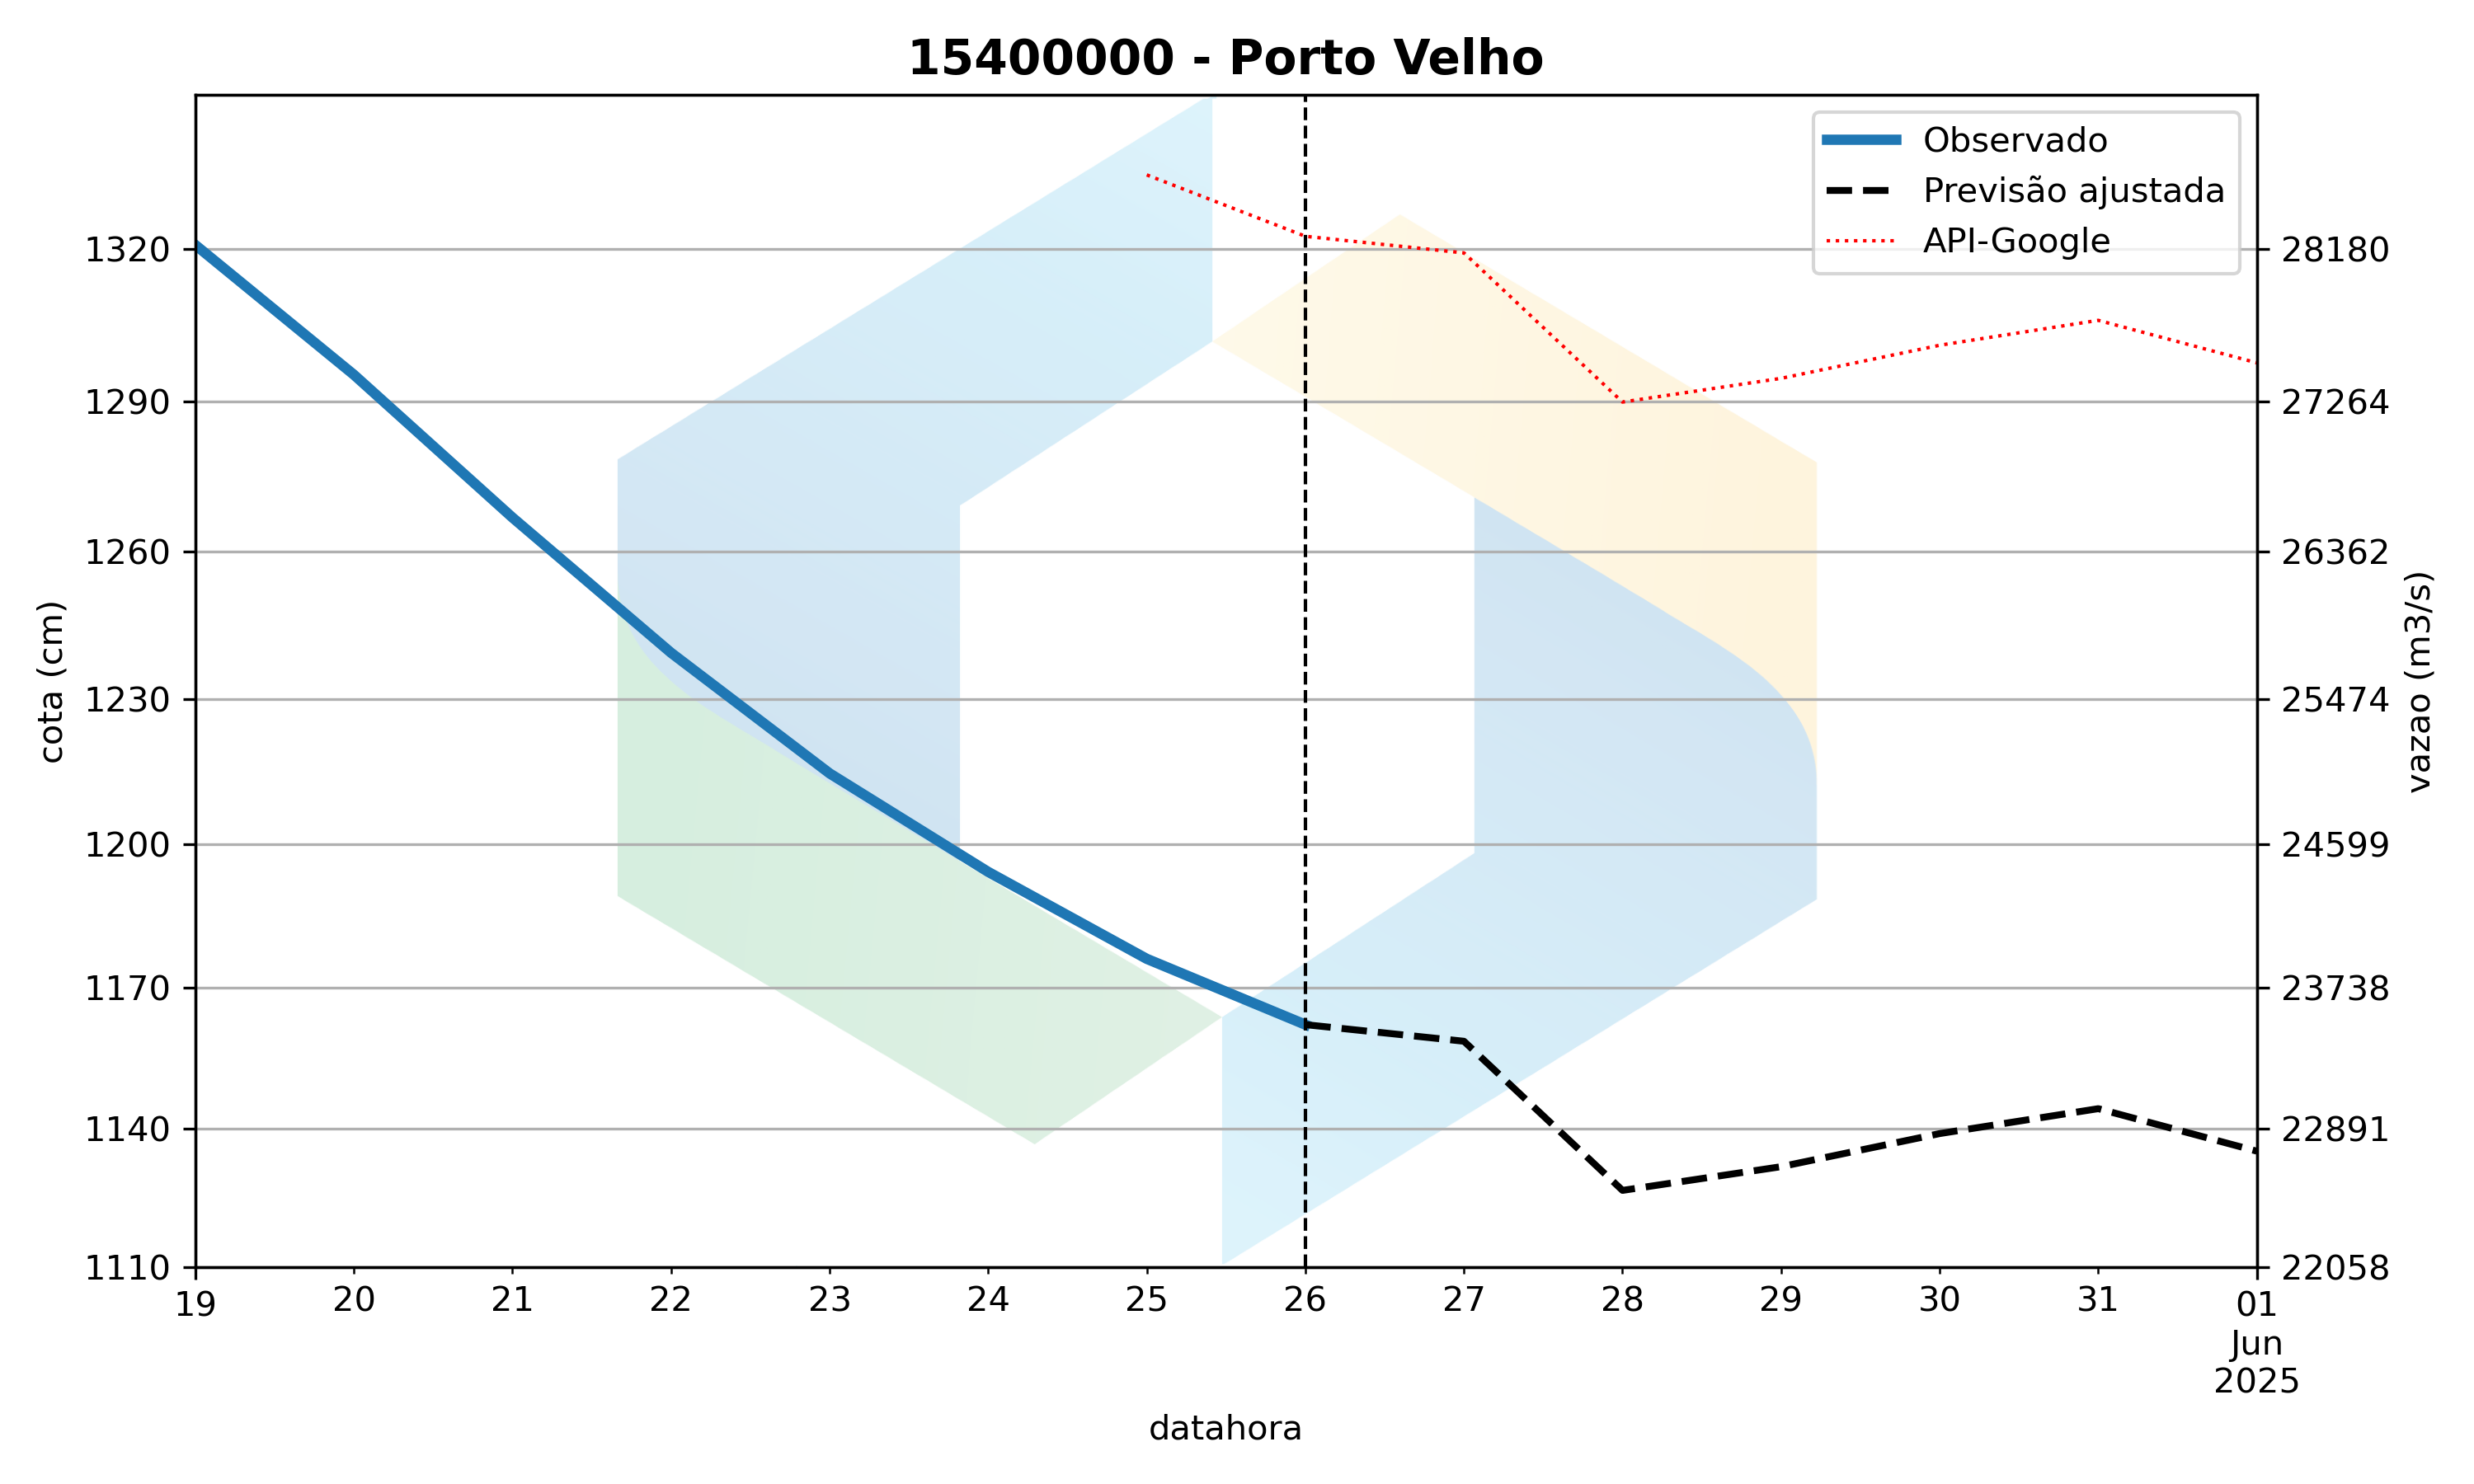 15400000 - Porto Velho
Observado
Previsão ajustada
API-Google
1320
1290
1260
1230
1200
1170
1140
1110
cota (cm)
28180
27264
26362
25474
24599
23738
22891
22058
vazao (m3/s)
19 20 21 22 23 24 25 26 27 28 29 30 31 01
Jun
2025
datahora